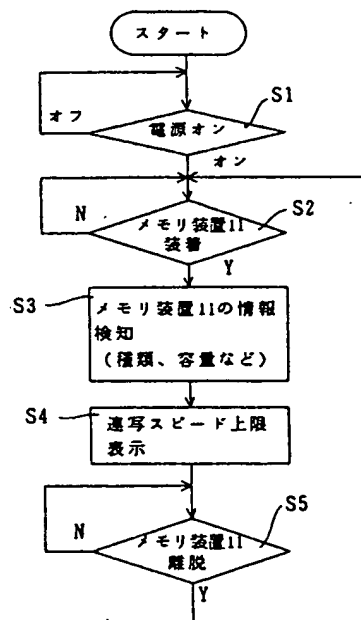 スタート
S1
オフ
電源オン
オン
S2
N
メモリ装置11
装着
Y
S3
メモリ装置11の情報
検知
(種類、容量など)
S4
連写スピード上限
表示
S5
N
メモリ装置11
離脱
Y